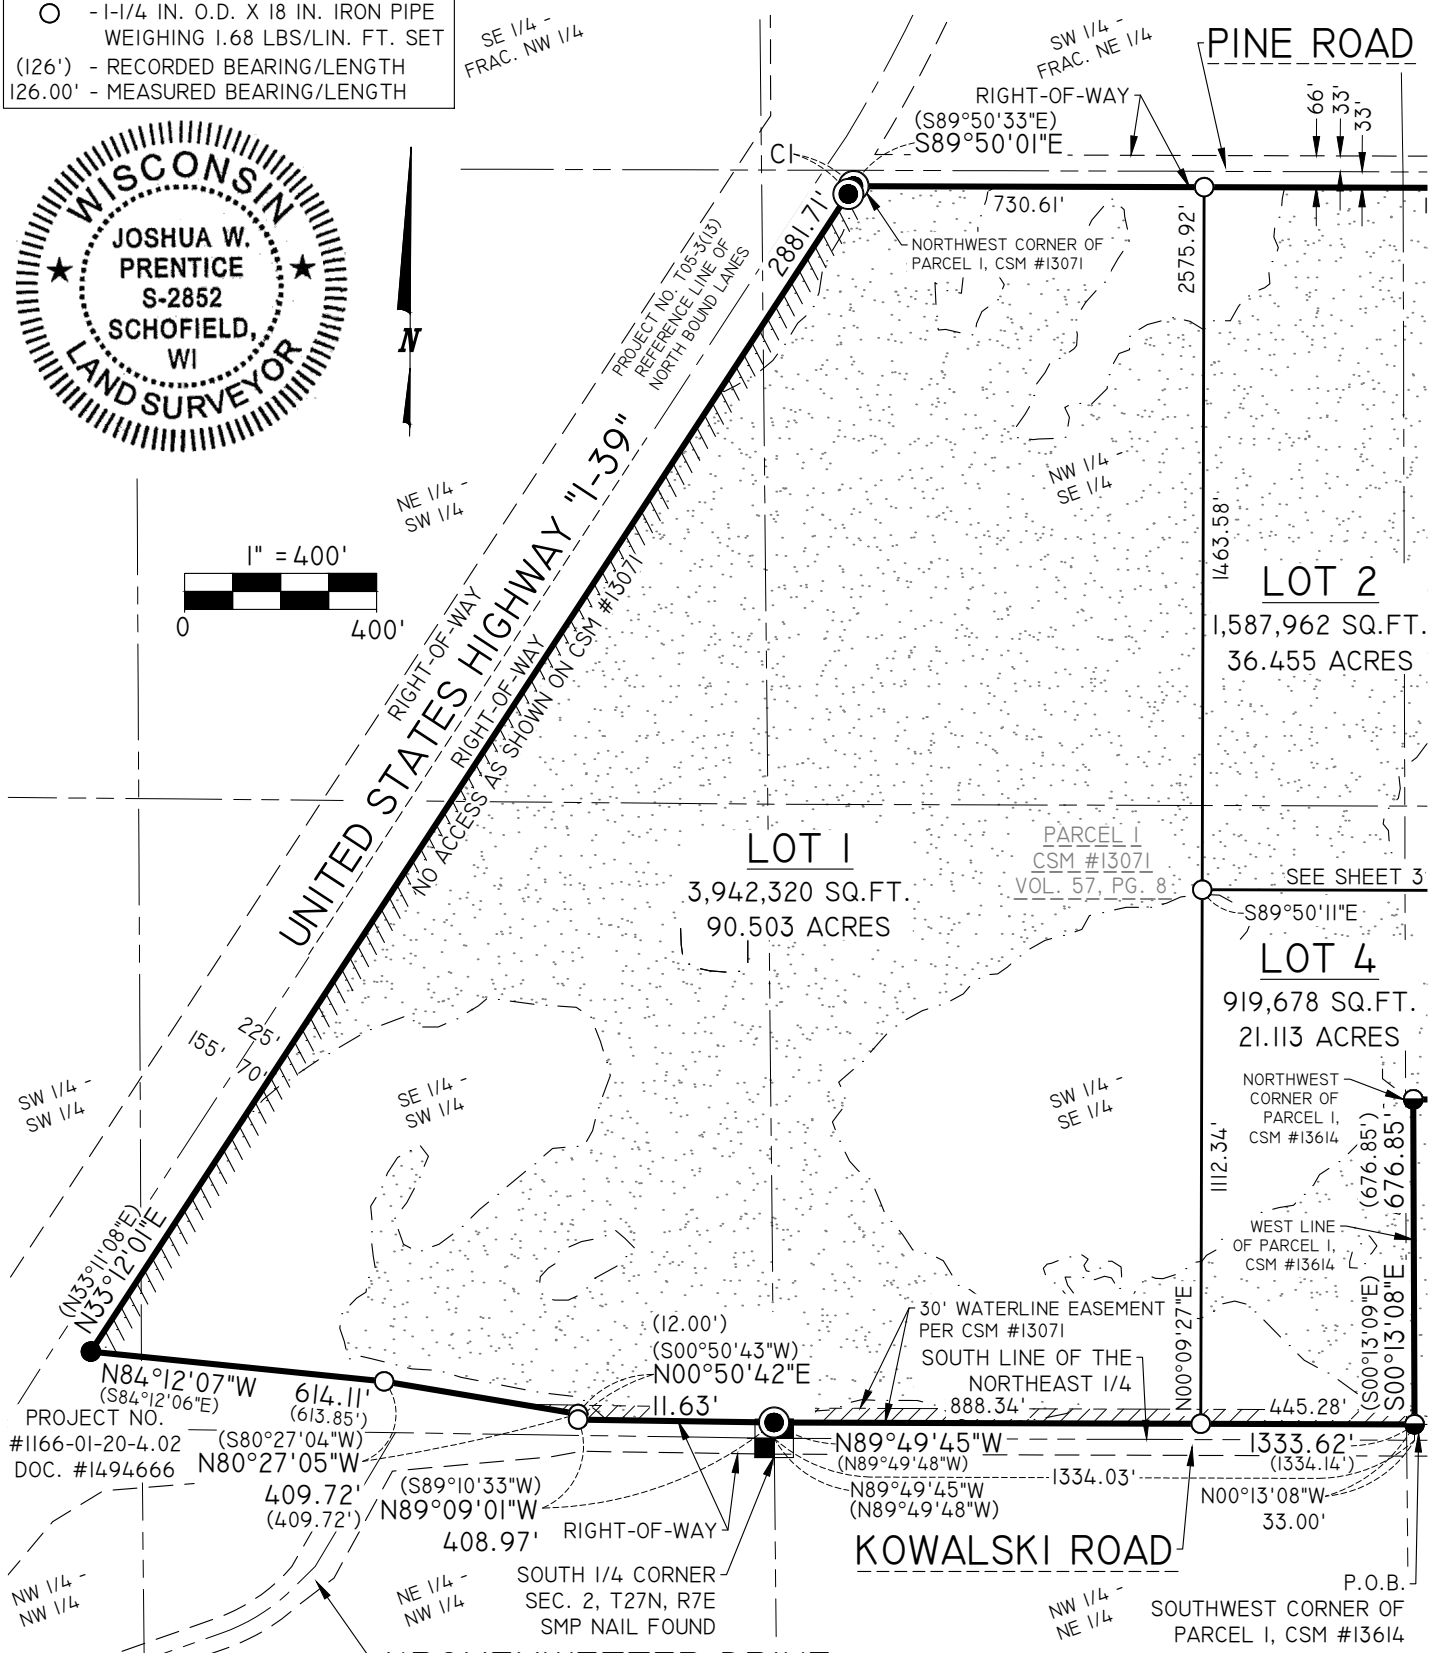 - 1-1/4 IN. O.D. X 18 IN. IRON PIPE
WEIGHING 1.68 LBS/LIN. FT. SET
(126') - RECORDED BEARING/LENGTH
126.00' - MEASURED BEARING/LENGTH
SE 1/4 -
FRAC. NW 1/4
SW 1/4 -
FRAC. NE 1/4
PINE ROAD
RIGHT-OF-WAY
66'
33'
33'
(S89°50'33"E)
S89°50'01"E
C1
730.61'
WISCONSIN
JOSHUA W.
PRENTICE
S-2852
SCHOFIELD,
WI
LAND SURVEYOR
N
NORTHWEST CORNER OF
PARCEL 1, CSM #13071
2881.71'
2575.92'
PROJECT NO. T05-3(13)
REFERENCE LINE OF
NORTH BOUND LANES
NE 1/4 -
SW 1/4
NW 1/4 -
SE 1/4
1463.58'
1" = 400'
0 400'
LOT 2
1,587,962 SQ.FT.
36.455 ACRES
UNITED STATES HIGHWAY "I-39"
RIGHT-OF-WAY
RIGHT-OF-WAY
NO ACCESS AS SHOWN ON CSM #13071
LOT 1
3,942,320 SQ.FT.
90.503 ACRES
PARCEL 1
CSM #13071
VOL. 57, PG. 8
SEE SHEET 3
S89°50'11"E
LOT 4
919,678 SQ.FT.
21.113 ACRES
225'
155'
70'
SW 1/4 -
SW 1/4
SE 1/4 -
SW 1/4
SW 1/4 -
SE 1/4
NORTHWEST
CORNER OF
PARCEL 1,
CSM #13614
(676.85')
676.85'
1112.34'
WEST LINE
OF PARCEL 1,
CSM #13614
(S00°13'09"E)
S00°13'08"E
N00°09'27"E
(N33°11'08"E)
N33°12'01"E
30' WATERLINE EASEMENT
PER CSM #13071
SOUTH LINE OF THE
NORTHEAST 1/4
888.34'
445.28'
(12.00')
(S00°50'43"W)
N00°50'42"E
11.63'
N84°12'07"W
(S84°12'06"E)
614.11'
(613.85')
PROJECT NO.
#1166-01-20-4.02
DOC. #1494666
(S80°27'04"W)
N80°27'05"W
409.72'
(409.72')
(S89°10'33"W)
N89°09'01"W
408.97'
RIGHT-OF-WAY
N89°49'45"W
(N89°49'48"W)
N89°49'45"W
(N89°49'48"W)
1334.03'
1333.62'
(1334.14')
N00°13'08"W
33.00'
KOWALSKI ROAD
SOUTH 1/4 CORNER
SEC. 2, T27N, R7E
SMP NAIL FOUND
NW 1/4 -
NW 1/4
NE 1/4 -
NW 1/4
NW 1/4 -
NE 1/4
P.O.B.
SOUTHWEST CORNER OF
PARCEL 1, CSM #13614